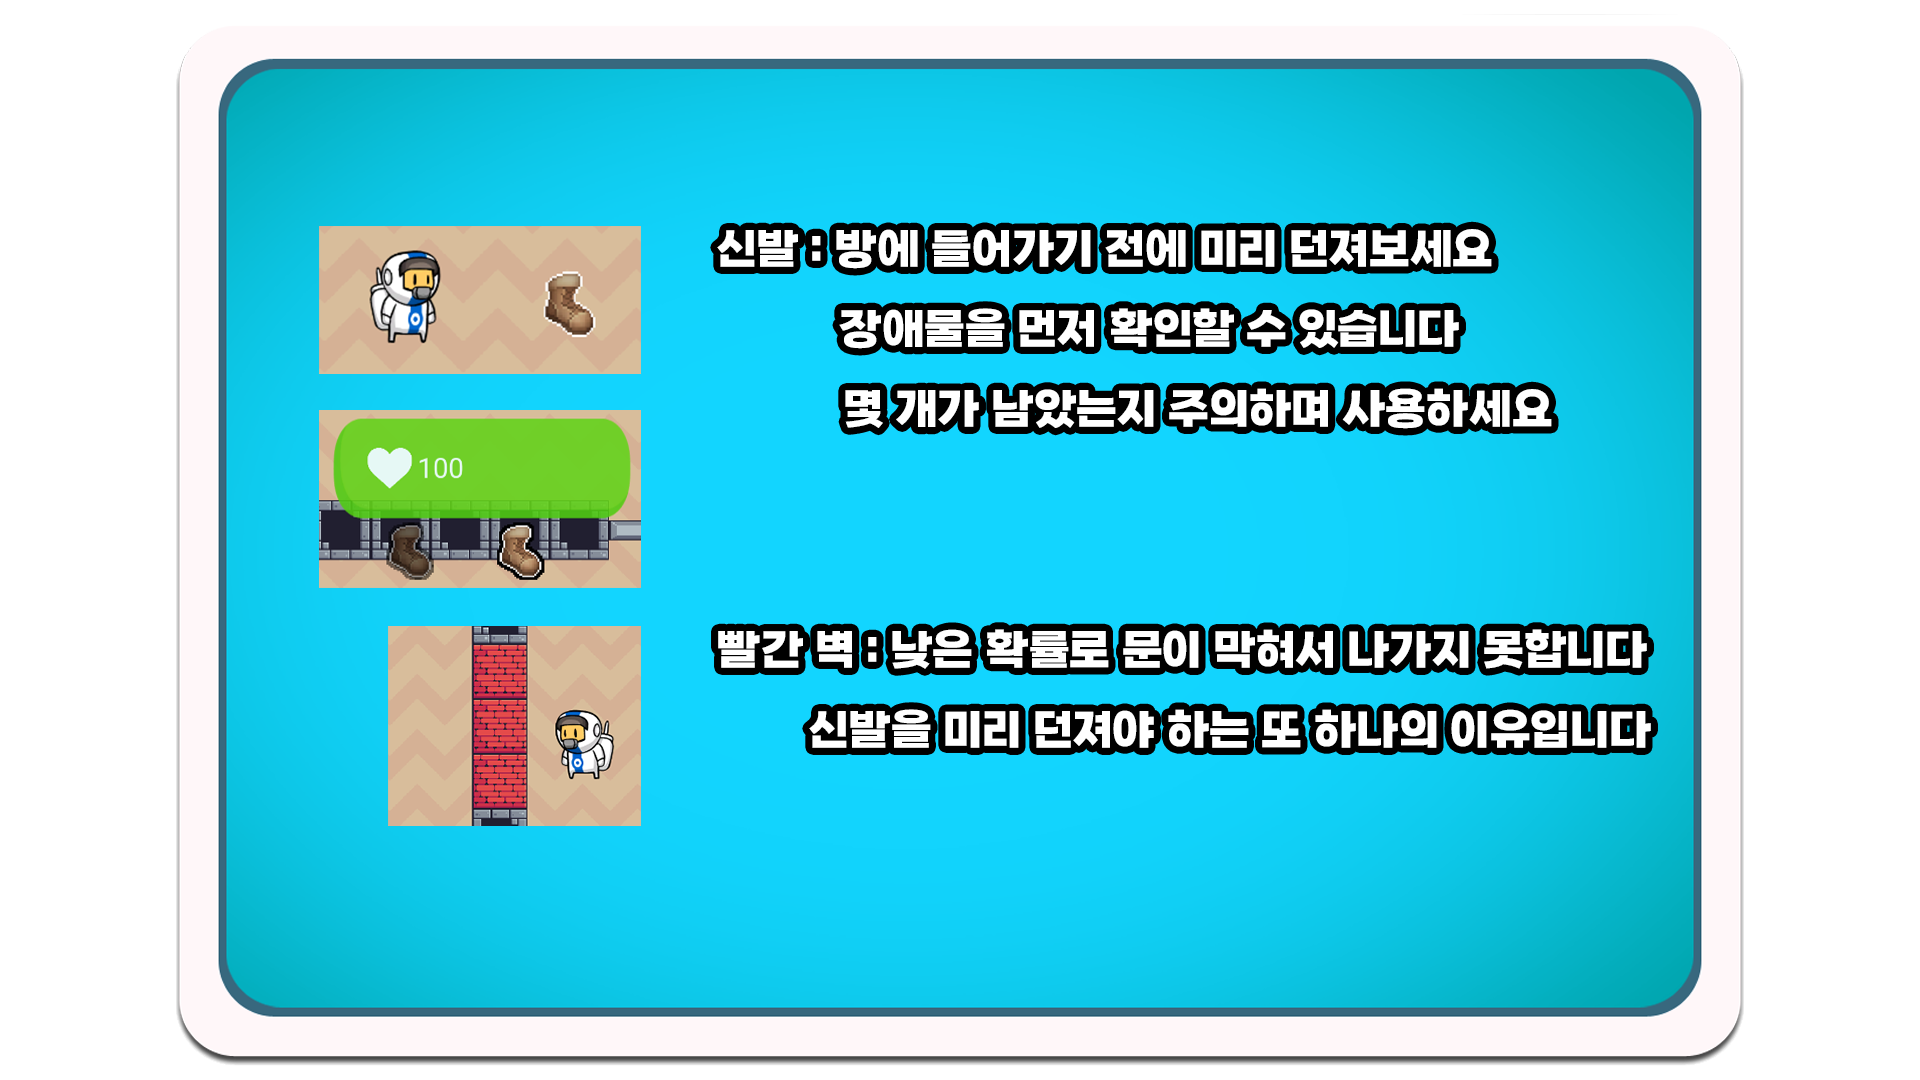 신발 : 방에 들어가기 전에 미리 던져보세요
장애물을 먼저 확인할 수 있습니다
몇 개가 남았는지 주의하며 사용하세요
100
빨간 벽 : 낮은 확률로 문이 막혀서 나가지 못합니다
신발을 미리 던져야 하는 또 하나의 이유입니다